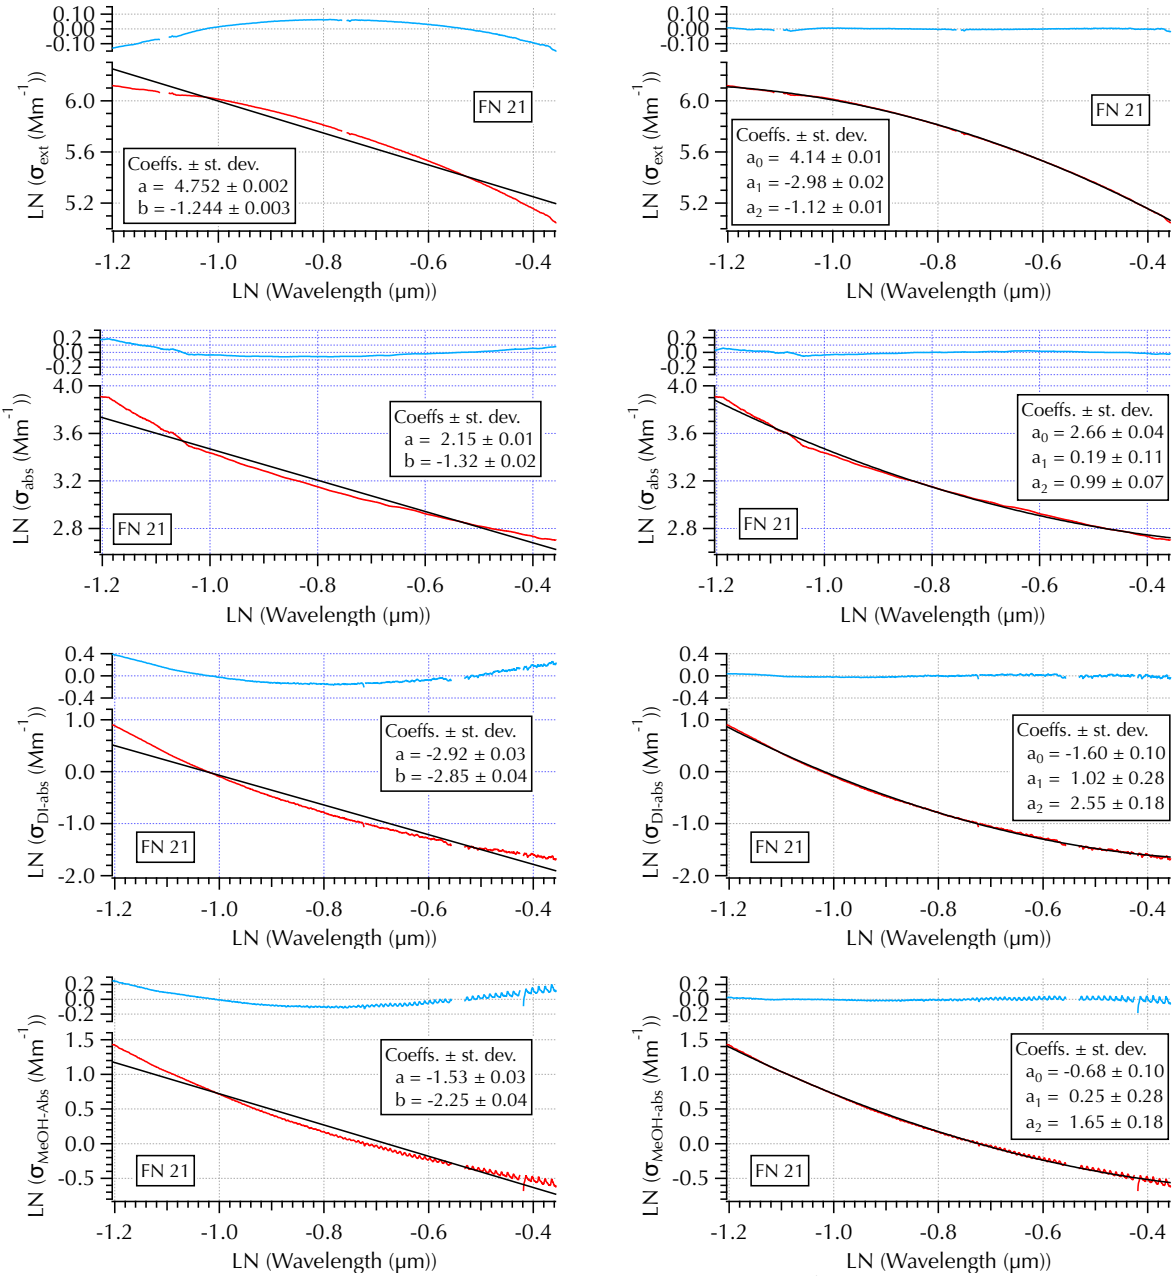 0.10
0.00
-0.10
6.0
5.6
5.2
LN (σext (Mm-1))
FN 21
Coeffs. ± st. dev.
a = 4.752 ± 0.002
b = -1.244 ± 0.003
-1.2 -1.0 -0.8 -0.6 -0.4
LN (Wavelength (µm))
0.10
0.00
-0.10
6.0
5.6
5.2
LN (σext (Mm-1))
FN 21
Coeffs. ± st. dev.
a0 = 4.14 ± 0.01
a1 = -2.98 ± 0.02
a2 = -1.12 ± 0.01
-1.2 -1.0 -0.8 -0.6 -0.4
LN (Wavelength (µm))
0.2
0.0
-0.2
4.0
3.6
3.2
2.8
LN (σabs (Mm-1))
Coeffs ± st. dev.
a = 2.15 ± 0.01
b = -1.32 ± 0.02
FN 21
-1.2 -1.0 -0.8 -0.6 -0.4
LN (Wavelength (µm))
0.2
0.0
-0.2
4.0
3.6
3.2
2.8
LN (σabs (Mm-1))
Coeffs ± st. dev.
a0 = 2.66 ± 0.04
a1 = 0.19 ± 0.11
a2 = 0.99 ± 0.07
FN 21
-1.2 -1.0 -0.8 -0.6 -0.4
LN (Wavelength (µm))
0.4
0.0
-0.4
1.0
0.0
-1.0
-2.0
LN (σDI-abs (Mm-1))
Coeffs. ± st. dev.
a = -2.92 ± 0.03
b = -2.85 ± 0.04
FN 21
-1.2 -1.0 -0.8 -0.6 -0.4
LN (Wavelength (µm))
0.4
0.0
-0.4
1.0
0.0
-1.0
-2.0
LN (σDI-abs (Mm-1))
Coeffs. ± st. dev.
a0 = -1.60 ± 0.10
a1 = 1.02 ± 0.28
a2 = 2.55 ± 0.18
FN 21
-1.2 -1.0 -0.8 -0.6 -0.4
LN (Wavelength (µm))
0.2
0.0
-0.2
1.5
1.0
0.5
0.0
-0.5
LN (σMeOH-Abs (Mm-1))
Coeffs. ± st. dev.
a = -1.53 ± 0.03
b = -2.25 ± 0.04
FN 21
-1.2 -1.0 -0.8 -0.6 -0.4
LN (Wavelength (µm))
0.2
0.0
-0.2
1.5
1.0
0.5
0.0
-0.5
LN (σMeOH-abs (Mm-1))
Coeffs. ± st. dev.
a0 = -0.68 ± 0.10
a1 = 0.25 ± 0.28
a2 = 1.65 ± 0.18
FN 21
-1.2 -1.0 -0.8 -0.6 -0.4
LN (Wavelength (µm))